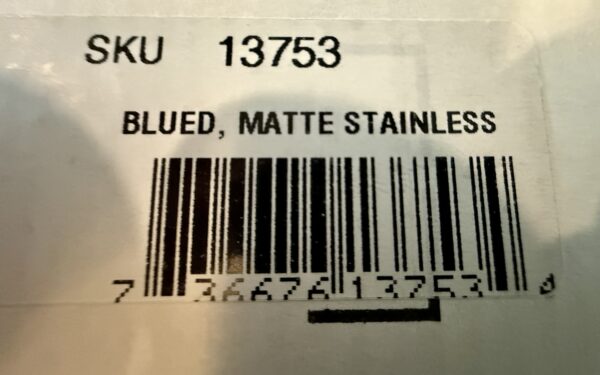 SKU 13753
BLUED, MATTE STAINLESS
7 36676 13753